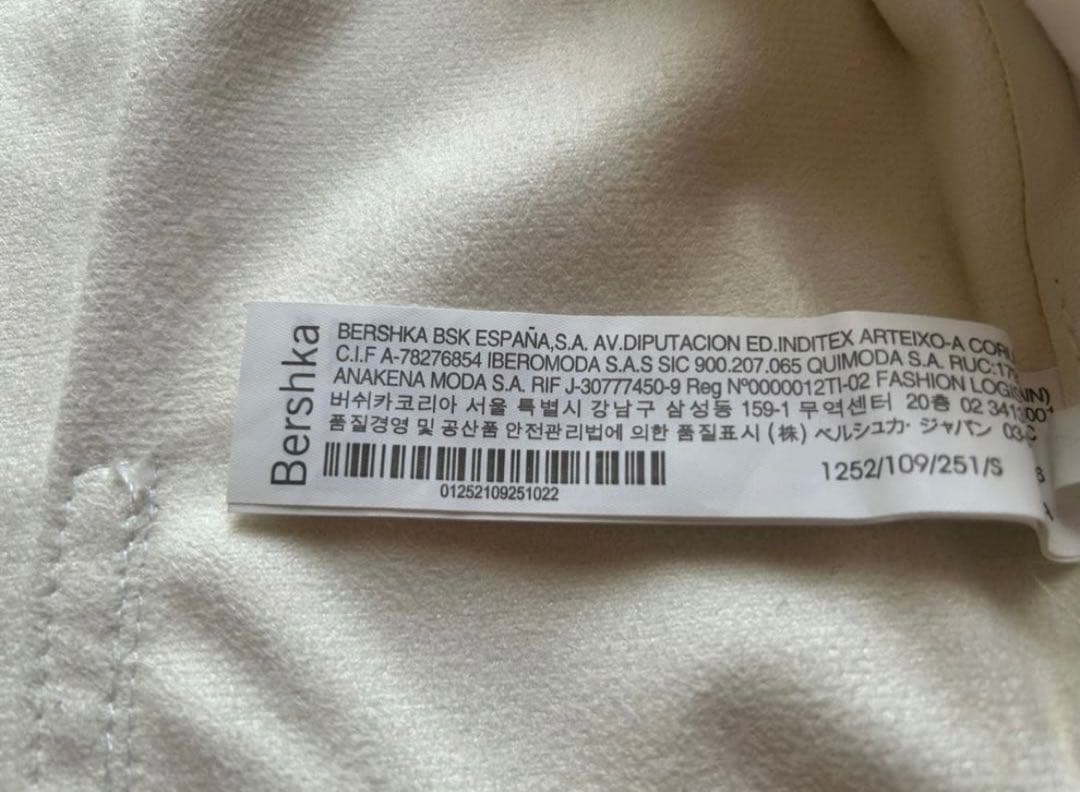 Bershka
BERSHKA BSK ESPAÑA,S.A. AV.DIPUTACION ED.INDITEX ARTEIXO-A
C.I.F A-78276854 IBEROMODA S.A.S SIC 900.207.065 QUIMODA S.A. RUC:
ANAKENA MODA S.A. RIF J-30777450-9 Reg Nº0000012TI-02 FASHION
버쉬카코리아 서울 특별시 강남구 삼성동 159-1 무역센터 20층 02
품질경영 및 공산품 안전관리법에 의한 품질표시 (株) ベルシュカ・ジャパン
01252109251022
1252/109/251/S